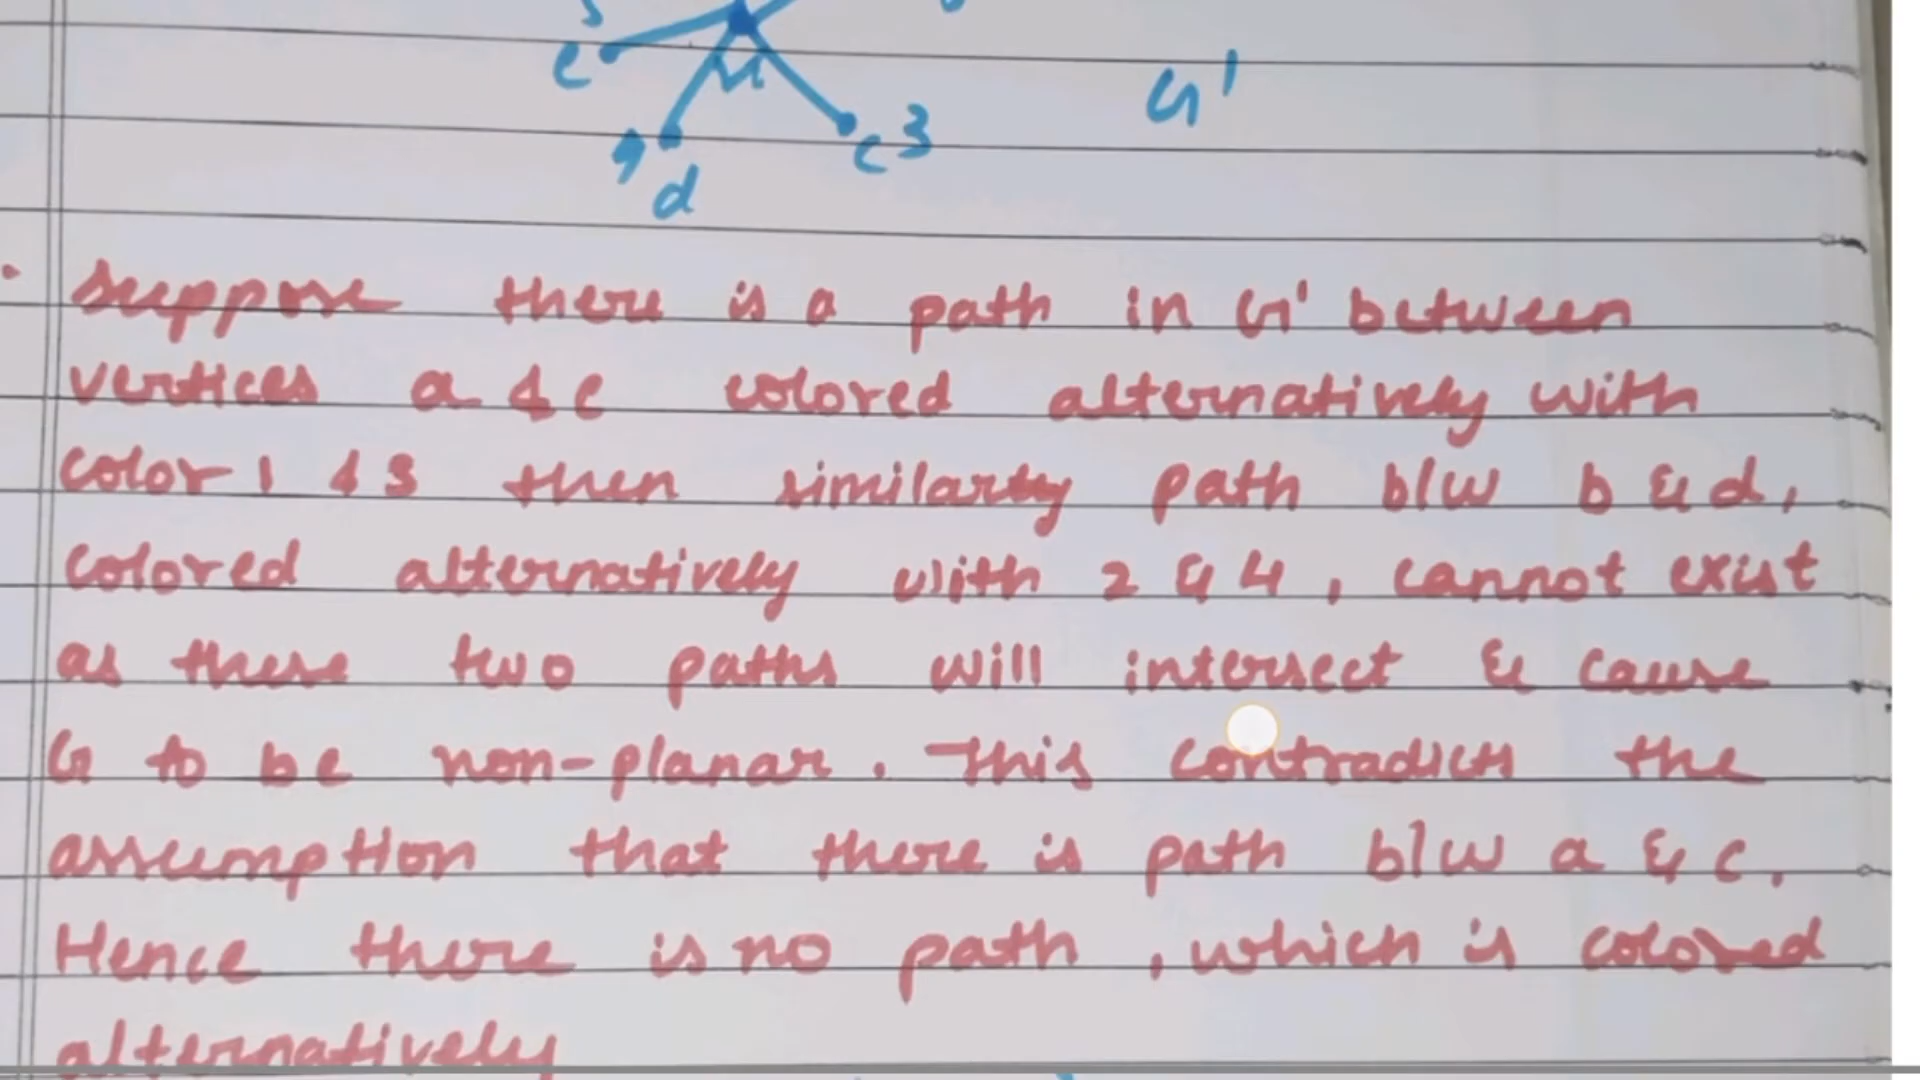 e
G'
c 3
d
Suppose there is a path in G' between
vertices a & c colored alternatively with
color 1 & 3 then similarly path b/w b & d,
colored alternatively with 2 & 4, cannot exist
as these two paths will intersect & cause
G to be non-planar. This contradicts the
assumption that there is path b/w a & c.
Hence there is no path, which is colored
alternatively